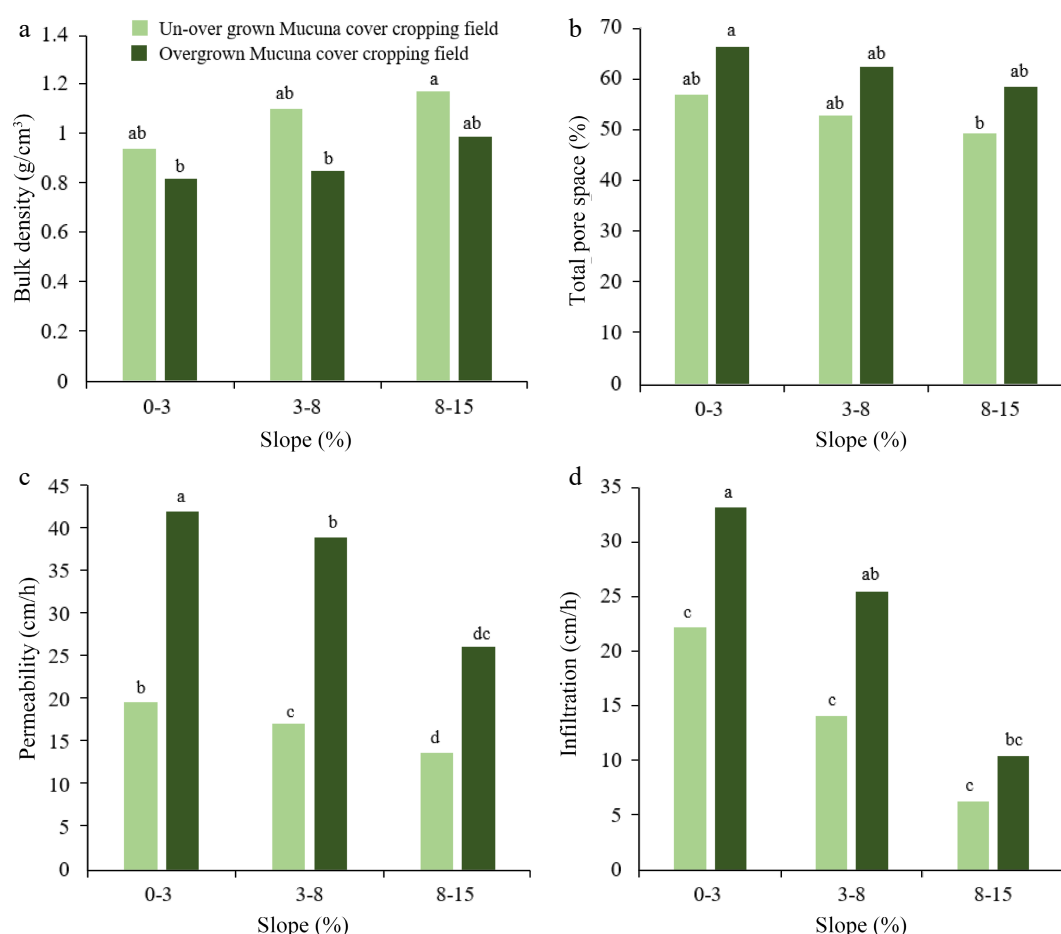 a
Un-over grown Mucuna cover cropping field
Overgrown Mucuna cover cropping field
Bulk density (g/cm³)
1.4
1.2
1
0.8
0.6
0.4
0.2
0
ab
b
ab
b
a
ab
0-3
3-8
8-15
Slope (%)
b
Total pore space (%)
70
60
50
40
30
20
10
0
ab
a
ab
ab
b
ab
0-3
3-8
8-15
Slope (%)
c
Permeability (cm/h)
45
40
35
30
25
20
15
10
5
0
b
a
c
b
d
dc
0-3
3-8
8-15
Slope (%)
d
Infiltration (cm/h)
35
30
25
20
15
10
5
0
c
a
c
ab
c
bc
0-3
3-8
8-15
Slope (%)